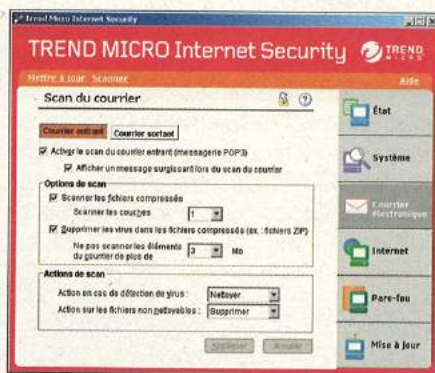 Trend Micro Internet Security
TREND MICRO Internet Security
TREND
MICRO
Mettre à jour Scanner
Aide
Scan du courrier
Courrier entrant
Courrier sortant
Activer le scan du courrier entrant (messagerie POP3)
Afficher un message surgissant lors du scan du courrier
Options de scan
Scanner les fichiers compressés
Scanner les couches
1
Supprimer les virus dans les fichiers compressés (ex. : fichiers ZIP)
Ne pas scanner les éléments
du courrier de plus de
3
Mo
Actions de scan
Action en cas de détection de virus :
Nettoyer
Action sur les fichiers non nettoyables :
Supprimer
Appliquer
Annuler
État
Système
Courrier
électronique
Internet
Pare-feu
Mise à jour